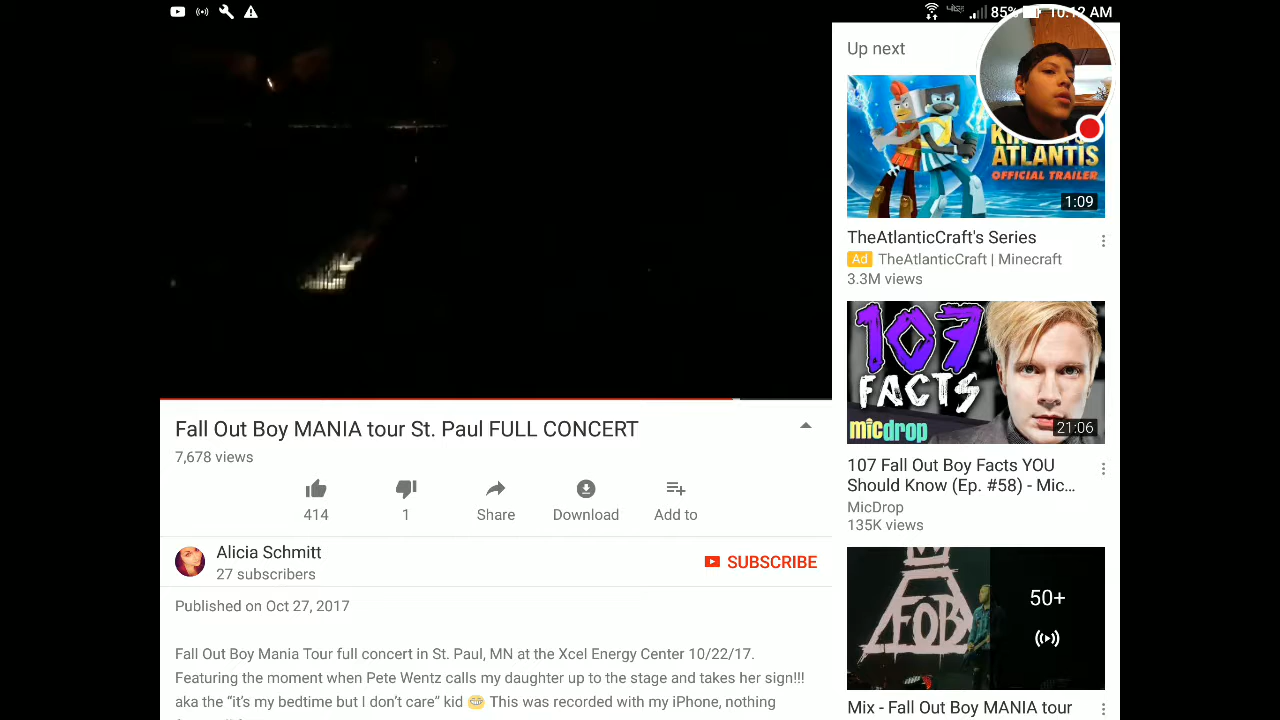 85% 10:12 AM
Up next
ATLANTIS
OFFICIAL TRAILER
1:09
TheAtlanticCraft's Series
Ad TheAtlanticCraft | Minecraft
3.3M views
107
FACTS
micdrop
21:06
107 Fall Out Boy Facts YOU
Should Know (Ep. #58) - Mic...
MicDrop
135K views
FOB
50+
Mix - Fall Out Boy MANIA tour
Fall Out Boy MANIA tour St. Paul FULL CONCERT
7,678 views
414
1
Share
Download
Add to
Alicia Schmitt
27 subscribers
SUBSCRIBE
Published on Oct 27, 2017
Fall Out Boy Mania Tour full concert in St. Paul, MN at the Xcel Energy Center 10/22/17.
Featuring the moment when Pete Wentz calls my daughter up to the stage and takes her sign!!!
aka the “it's my bedtime but I don't care” kid 😁 This was recorded with my iPhone, nothing